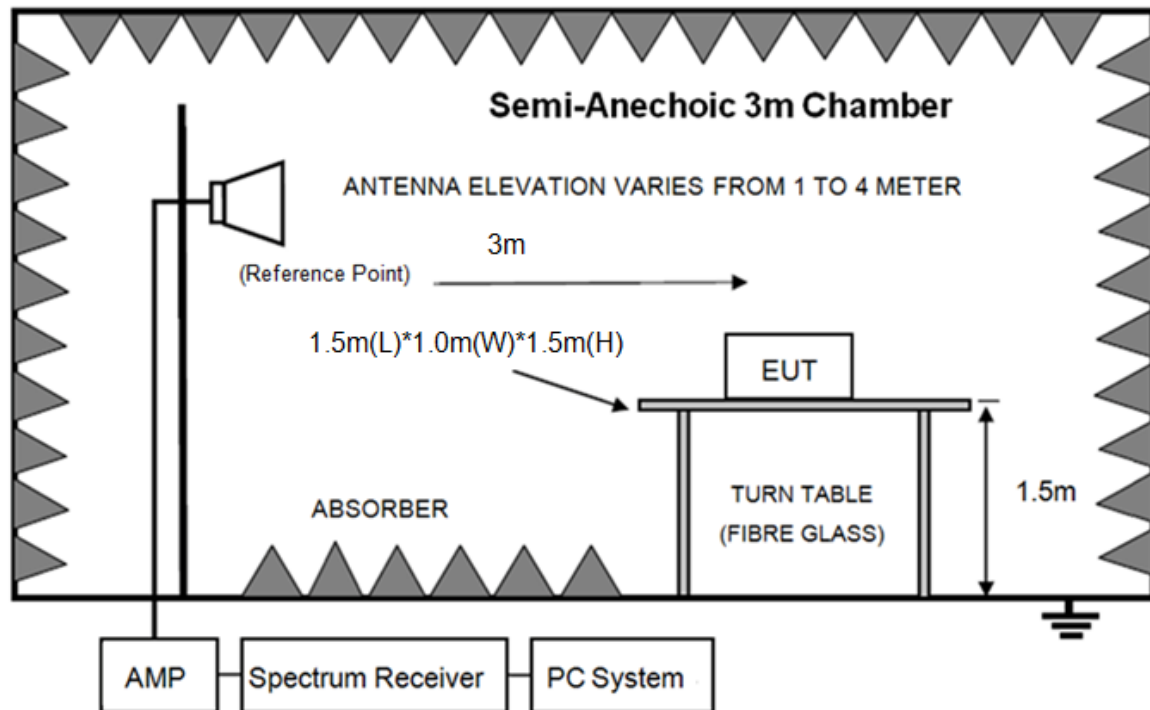 Semi-Anechoic 3m Chamber
ANTENNA ELEVATION VARIES FROM 1 TO 4 METER
3m
(Reference Point)
1.5m(L)*1.0m(W)*1.5m(H)
EUT
TURN TABLE
(FIBRE GLASS)
1.5m
ABSORBER
AMP
Spectrum Receiver
PC System